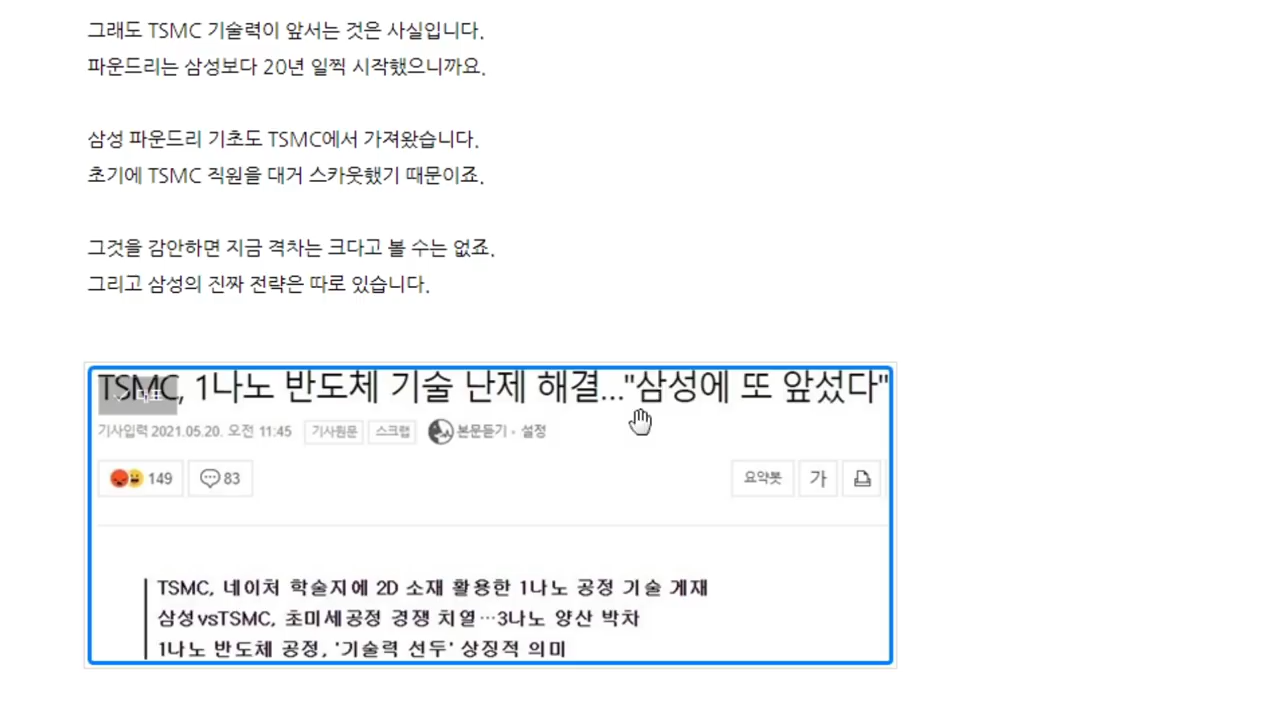 그래도 TSMC 기술력이 앞서는 것은 사실입니다.
파운드리는 삼성보다 20년 일찍 시작했으니까요.
삼성 파운드리 기초도 TSMC에서 가져왔습니다.
초기에 TSMC 직원을 대거 스카웃했기 때문이죠.
그것을 감안하면 지금 격차는 크다고 볼 수는 없죠.
그리고 삼성의 진짜 전략은 따로 있습니다.
TSMC, 1나노 반도체 기술 난제 해결..."삼성에 또 앞섰다"
대표
기사입력 2021.05.20. 오전 11:45 기사원문 스크랩 본문듣기 · 설정
149 83 요약봇 가
TSMC, 네이처 학술지에 2D 소재 활용한 1나노 공정 기술 게재
삼성vsTSMC, 초미세공정 경쟁 치열…3나노 양산 박차
1나노 반도체 공정, '기술력 선두' 상징적 의미